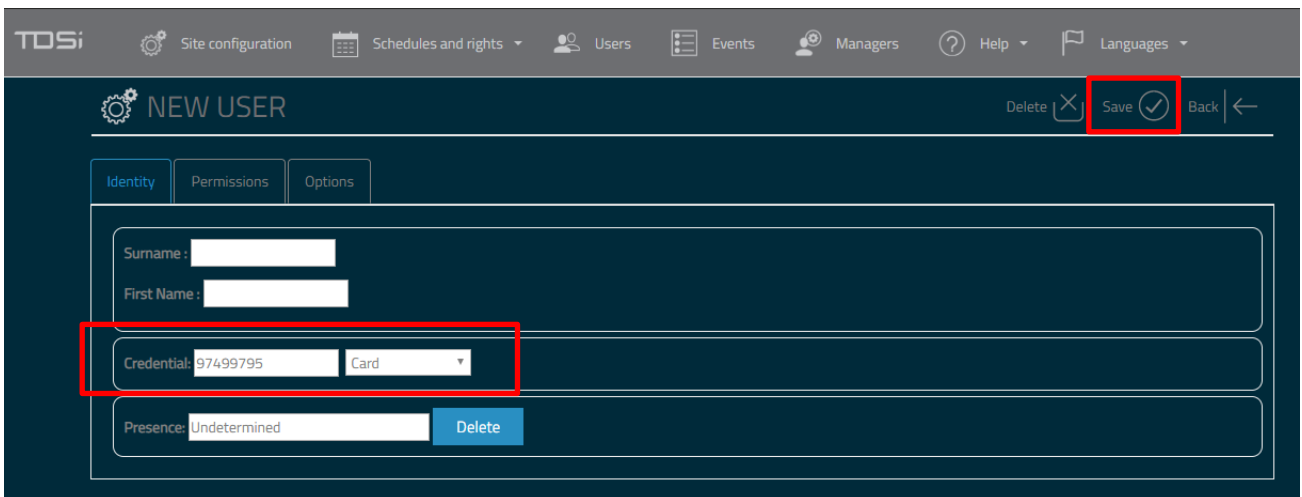 TDSi Site configuration Schedules and rights Users Events Managers Help Languages
NEW USER Delete Save Back
Identity Permissions Options
Surname :
First Name :
Credential: 97499795 Card
Presence: Undetermined Delete